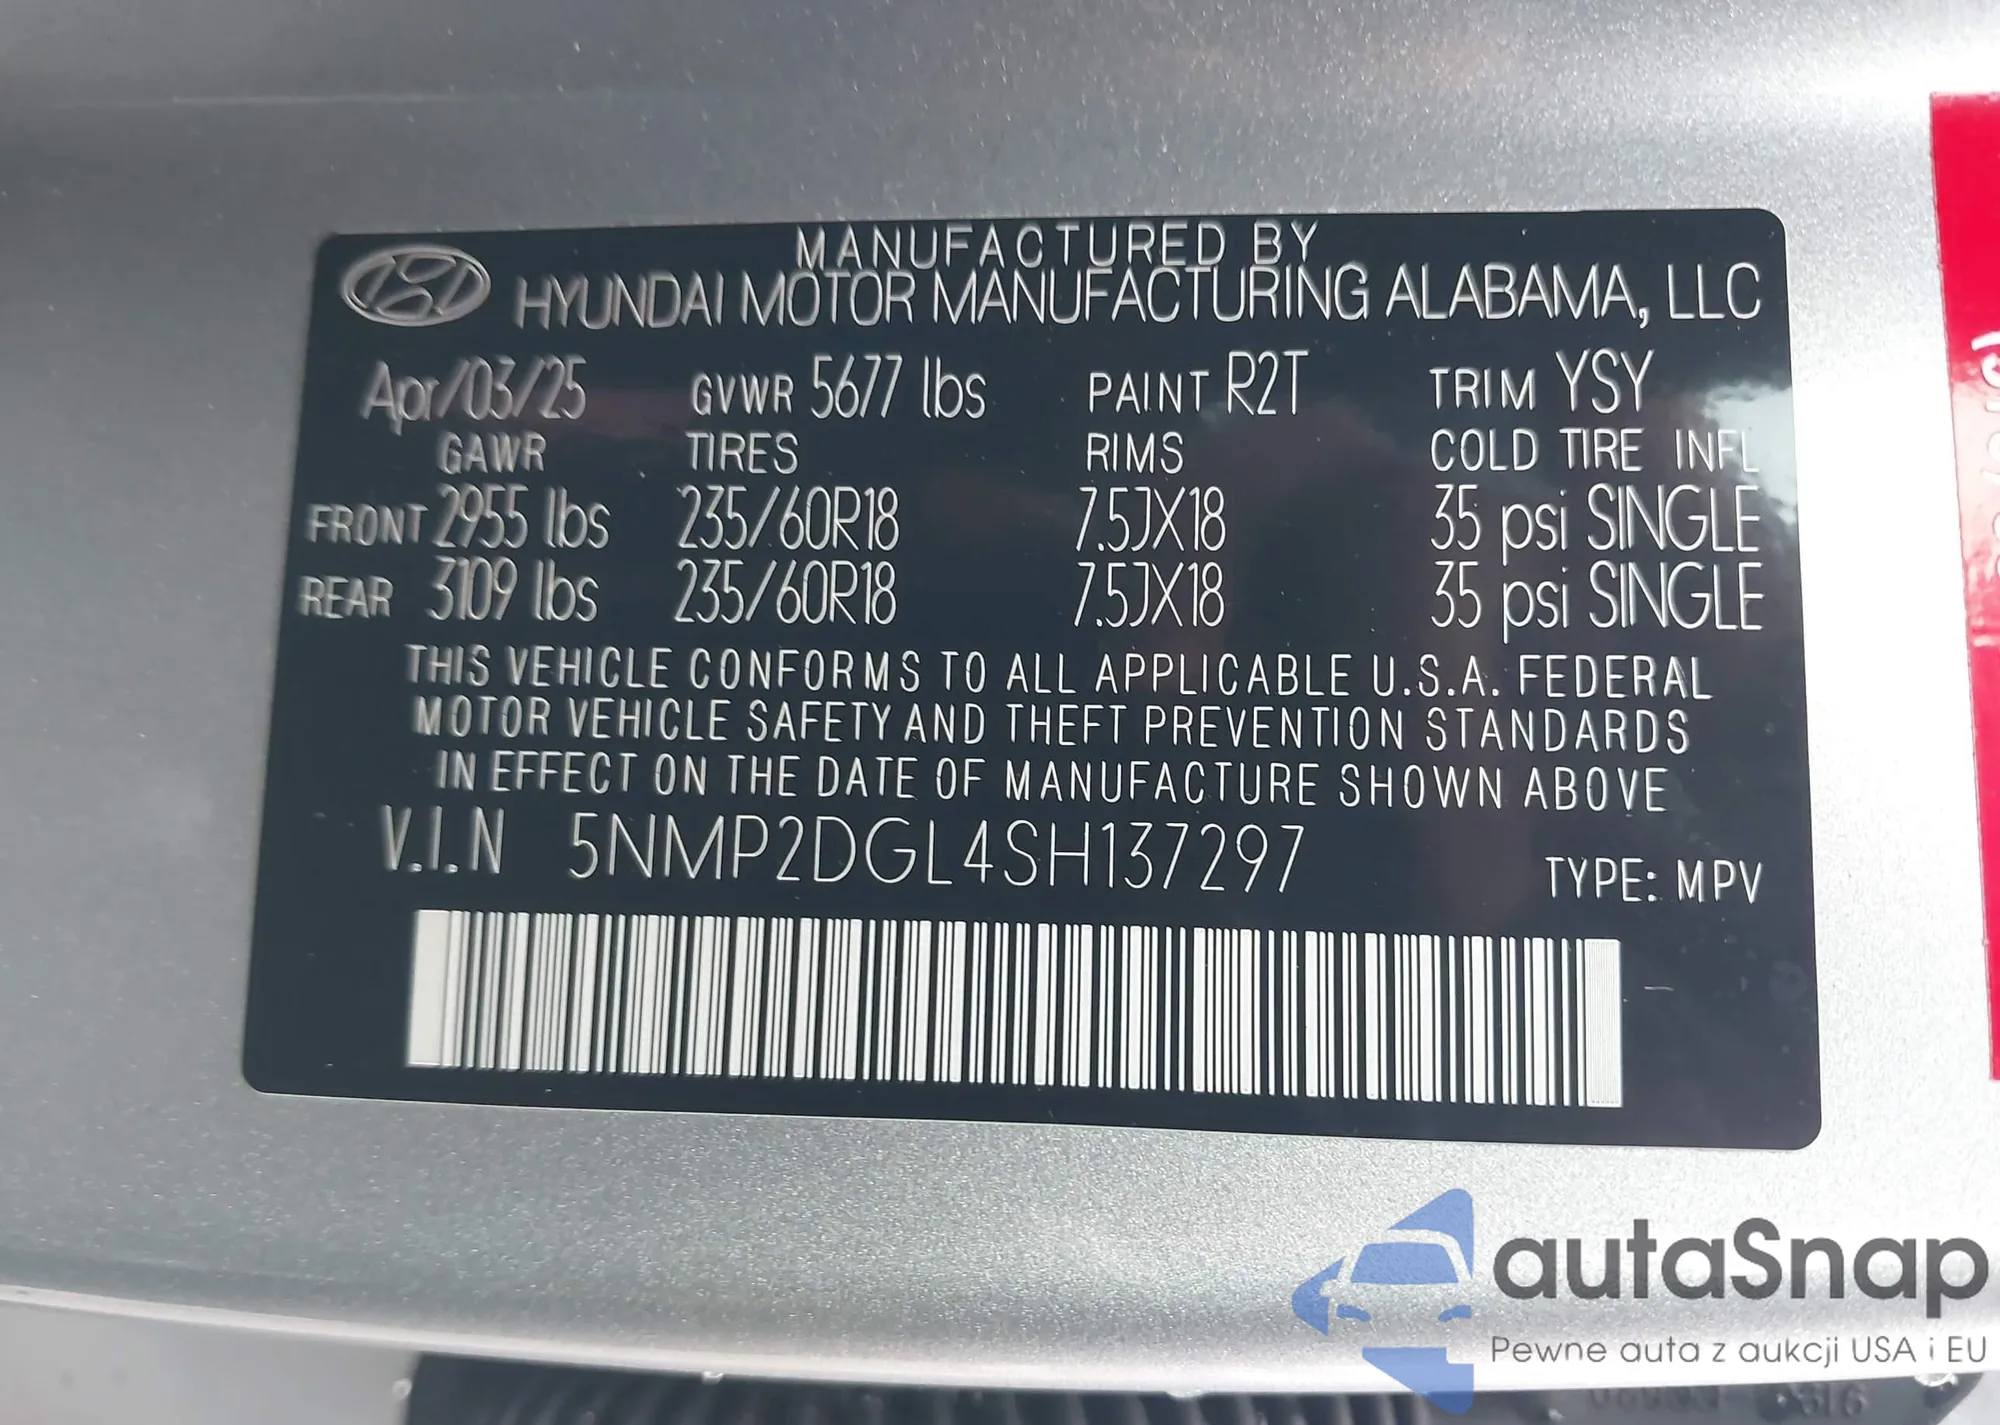 MANUFACTURED BY
HYUNDAI MOTOR MANUFACTURING ALABAMA, LLC
Apr/03/25 GVWR 5677 lbs PAINT R2T TRIM YSY
GAWR TIRES RIMS COLD TIRE INFL
FRONT 2955 lbs 235/60R18 7.5JX18 35 psi SINGLE
REAR 3109 lbs 235/60R18 7.5JX18 35 psi SINGLE
THIS VEHICLE CONFORMS TO ALL APPLICABLE U.S.A. FEDERAL
MOTOR VEHICLE SAFETY AND THEFT PREVENTION STANDARDS
IN EFFECT ON THE DATE OF MANUFACTURE SHOWN ABOVE
V.I.N 5NMP2DGL4SH137297 TYPE: MPV
autaSnap
Pewne auta z aukcji USA i EU